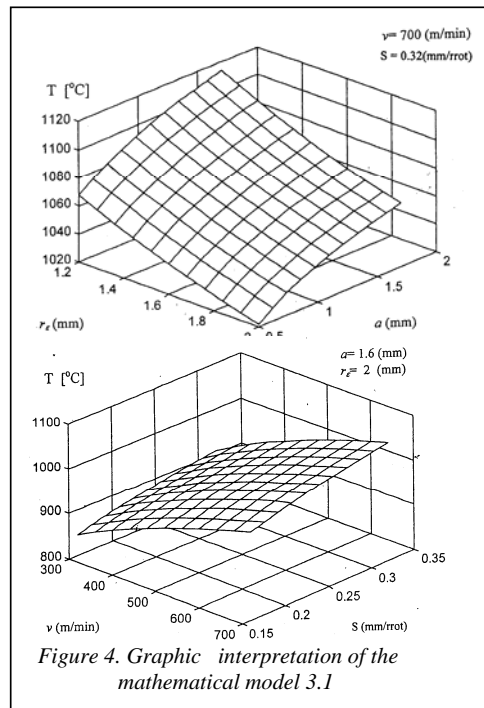 v= 700 (m/min)
S = 0.32(mm/rrot)
T [°C]
1120
1100
1080
1060
1040
1020
1.2
1.4
1.6
1.8
0.5
1
1.5
2
r_ε (mm)
a (mm)
a= 1.6 (mm)
r_ε= 2 (mm)
T [°C]
1100
1000
900
800
300
400
500
600
700
0.15
0.2
0.25
0.3
0.35
v (m/min)
S (mm/rrot)
Figure 4. Graphic interpretation of the
mathematical model 3.1